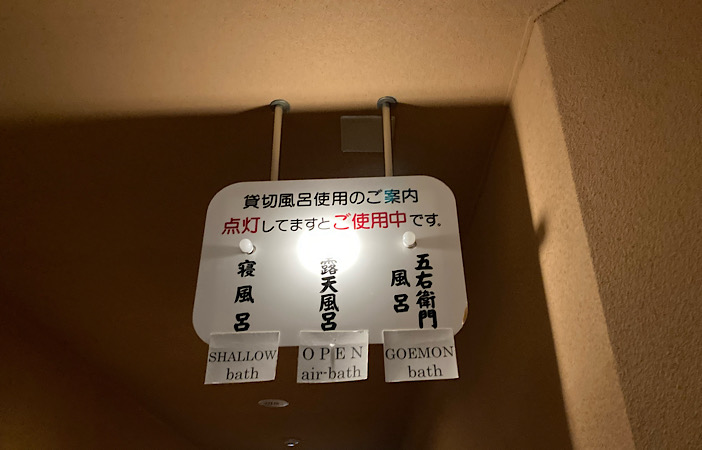 貸切風呂使用のご案内
点灯してますとご使用中です。
寝風呂
露天風呂
五右衛門
風呂
SHALLOW
bath
OPEN
air-bath
GOEMON
bath